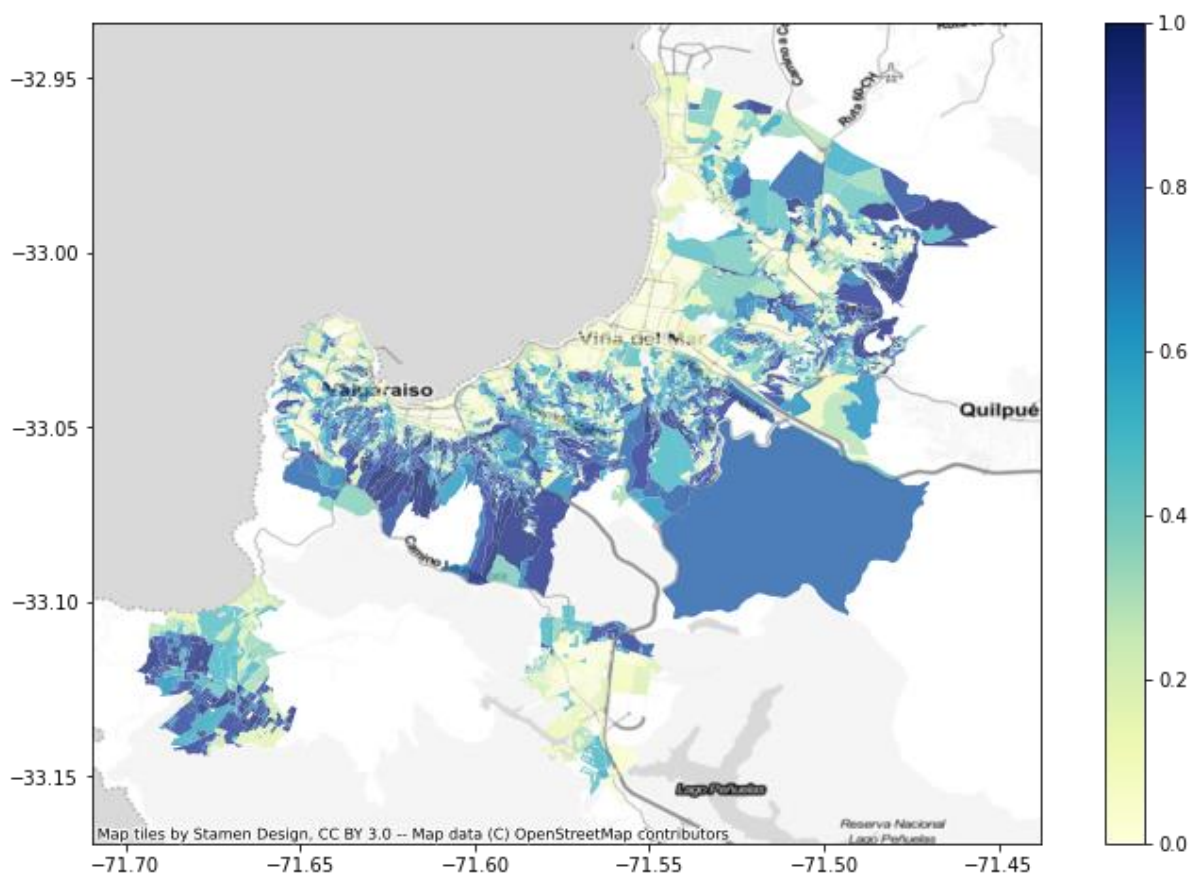 1.0
−32.95
Ruta 60-CH
0.8
−33.00
Viña del Mar
0.6
Valparaíso
Quilpué
−33.05
0.4
−33.10
0.2
−33.15
Lago Peñuelas
Reserva Nacional
Lago Peñuelas
Map tiles by Stamen Design, CC BY 3.0 -- Map data (C) OpenStreetMap contributors
0.0
−71.70
−71.65
−71.60
−71.55
−71.50
−71.45